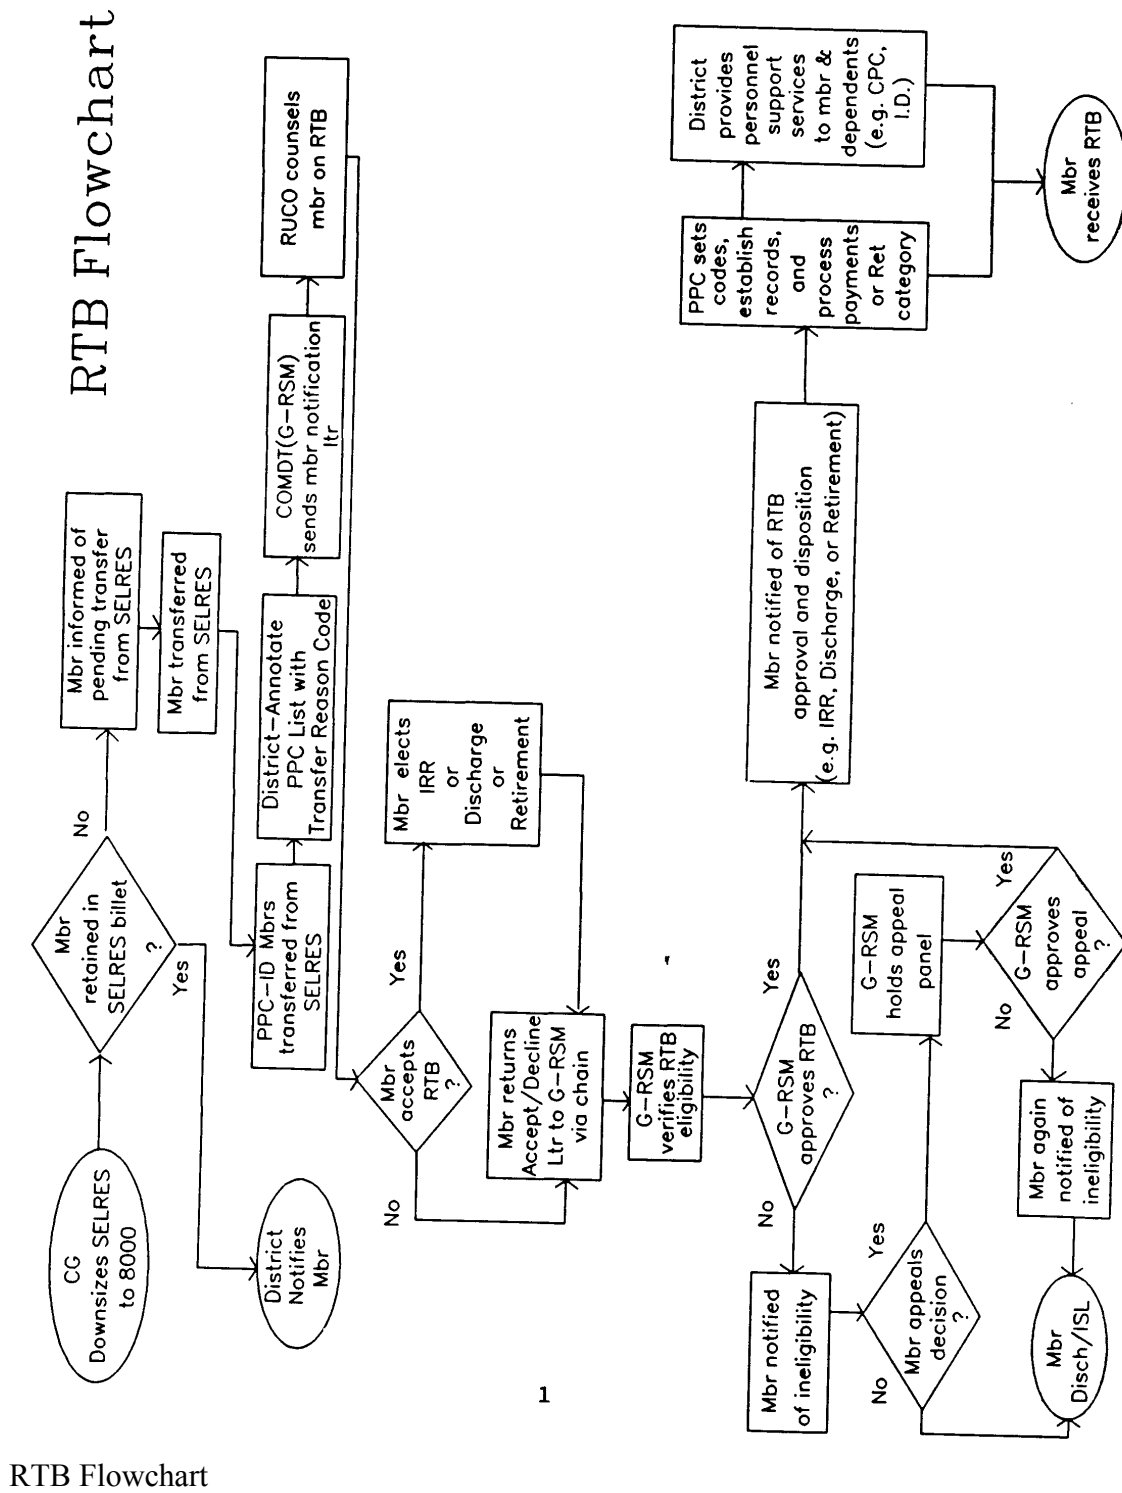 RTB Flowchart
CG
Downsizes SELRES
to 8000
Mbr
retained in
SELRES billet
?
No
Yes
Mbr informed of
pending transfer
from SELRES
Mbr transferred
from SELRES
District
Notifies
Mbr
PPC-ID Mbrs
transferred from
SELRES
District-Annotate
PPC List with
Transfer Reason Code
COMDT(G-RSM)
sends mbr notification
ltr
RUCO counsels
mbr on RTB
Mbr
accepts
RTB
?
Yes
No
Mbr elects
IRR
or
Discharge
or
Retirement
Mbr returns
Accept/Decline
Ltr to G-RSM
via chain
G-RSM
verifies RTB
eligibility
G-RSM
approves RTB
?
Yes
No
Mbr notified of RTB
approval and disposition
(e.g. IRR, Discharge, or Retirement)
PPC sets
codes,
establish
records,
and
process
payments
or Ret
category
District
provides
personnel
support
services
to mbr &
dependents
(e.g. CPC,
I.D.)
Mbr
receives RTB
Mbr notified
of ineligibility
Mbr appeals
decision
?
Yes
No
G-RSM
holds appeal
panel
G-RSM
approves
appeal
?
Yes
No
Mbr again
notified of
ineligibility
Mbr
Disch/ISL
1
RTB Flowchart